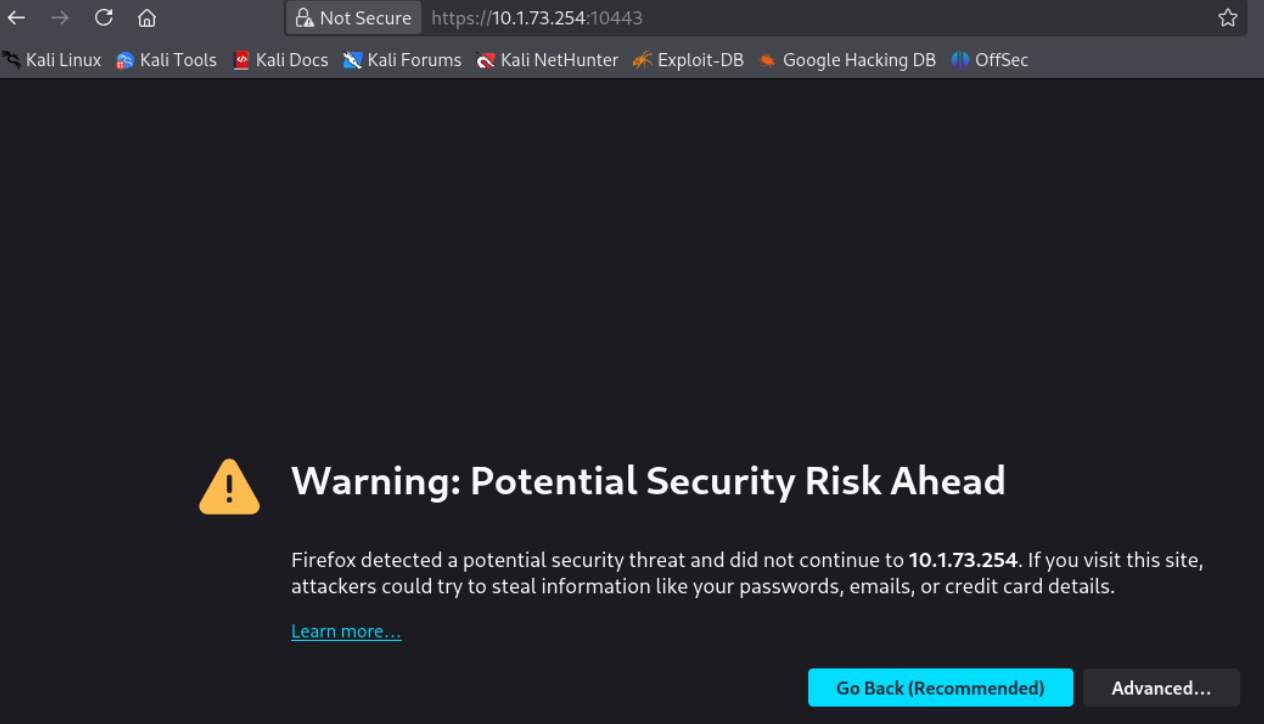 Not Secure https://10.1.73.254:10443
Kali Linux Kali Tools Kali Docs Kali Forums Kali NetHunter Exploit-DB Google Hacking DB OffSec
Warning: Potential Security Risk Ahead
Firefox detected a potential security threat and did not continue to 10.1.73.254. If you visit this site,
attackers could try to steal information like your passwords, emails, or credit card details.
Learn more...
Go Back (Recommended) Advanced...